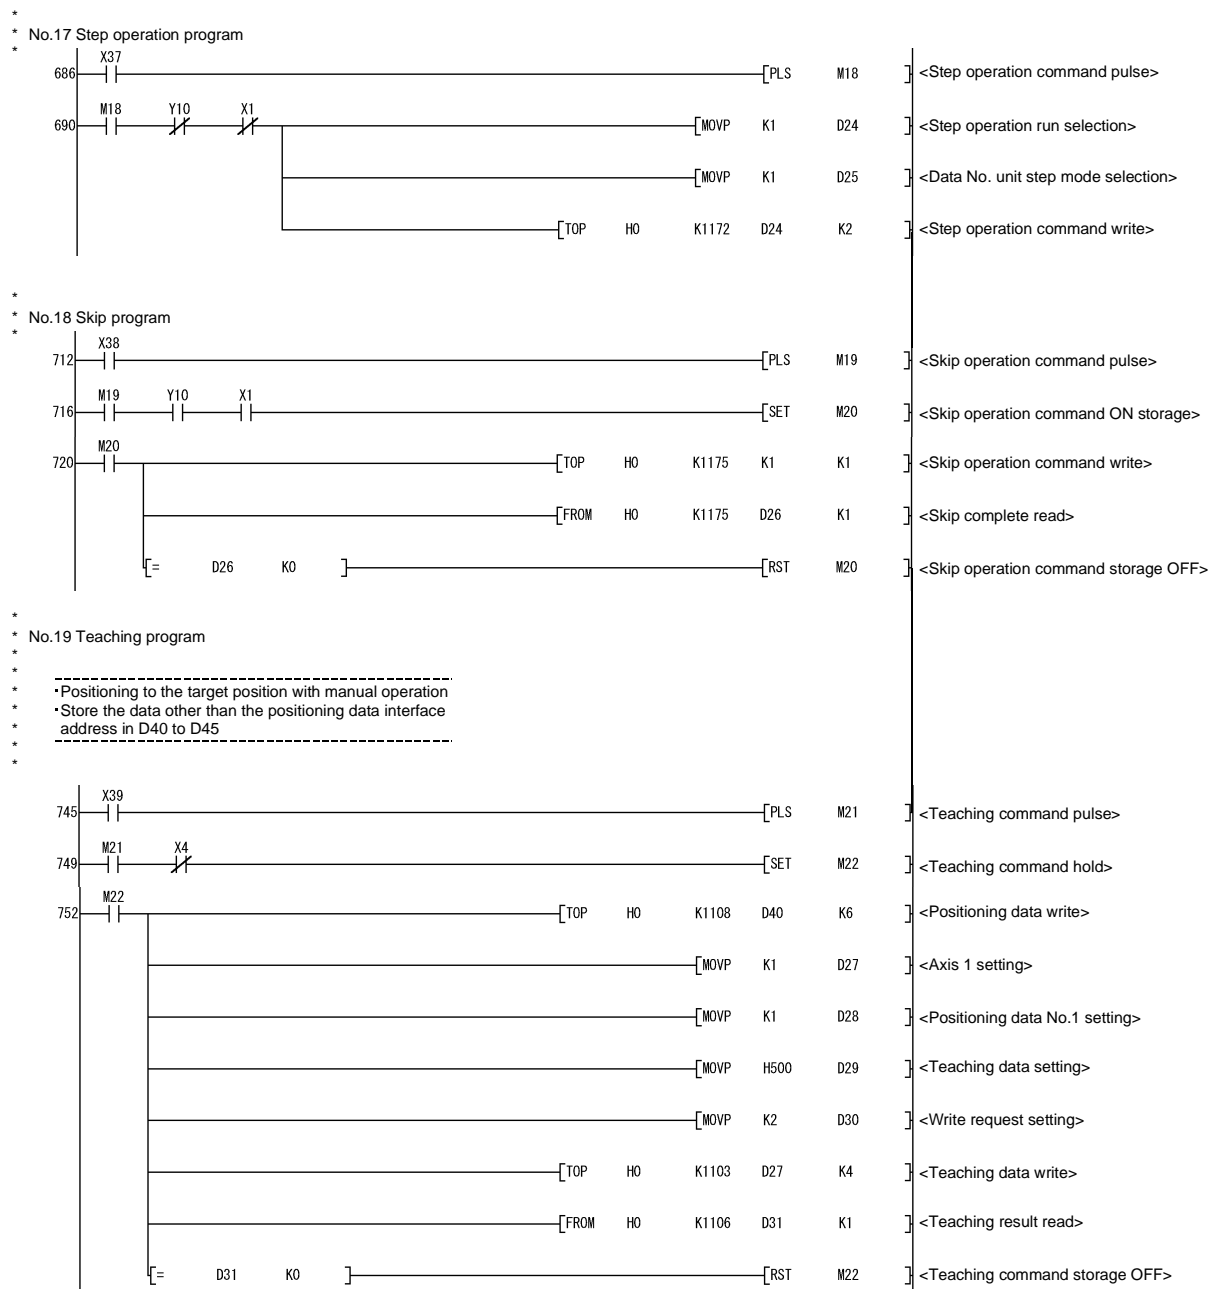 *
* No.17 Step operation program
*
X37
686 [PLS M18 ] <Step operation command pulse>
M18 Y10 X1
690 [MOVP K1 D24 ] <Step operation run selection>
[MOVP K1 D25 ] <Data No. unit step mode selection>
[TOP H0 K1172 D24 K2 ] <Step operation command write>
*
* No.18 Skip program
*
X38
712 [PLS M19 ] <Skip operation command pulse>
M19 Y10 X1
716 [SET M20 ] <Skip operation command ON storage>
M20
720 [TOP H0 K1175 K1 K1 ] <Skip operation command write>
[FROM H0 K1175 D26 K1 ] <Skip complete read>
[= D26 K0 ] [RST M20 ] <Skip operation command storage OFF>
*
* No.19 Teaching program
*
*
* ·Positioning to the target position with manual operation
* ·Store the data other than the positioning data interface
* address in D40 to D45
*
*
X39
745 [PLS M21 ] <Teaching command pulse>
M21 X4
749 [SET M22 ] <Teaching command hold>
M22
752 [TOP H0 K1108 D40 K6 ] <Positioning data write>
[MOVP K1 D27 ] <Axis 1 setting>
[MOVP K1 D28 ] <Positioning data No.1 setting>
[MOVP H500 D29 ] <Teaching data setting>
[MOVP K2 D30 ] <Write request setting>
[TOP H0 K1103 D27 K4 ] <Teaching data write>
[FROM H0 K1106 D31 K1 ] <Teaching result read>
[= D31 K0 ] [RST M22 ] <Teaching command storage OFF>